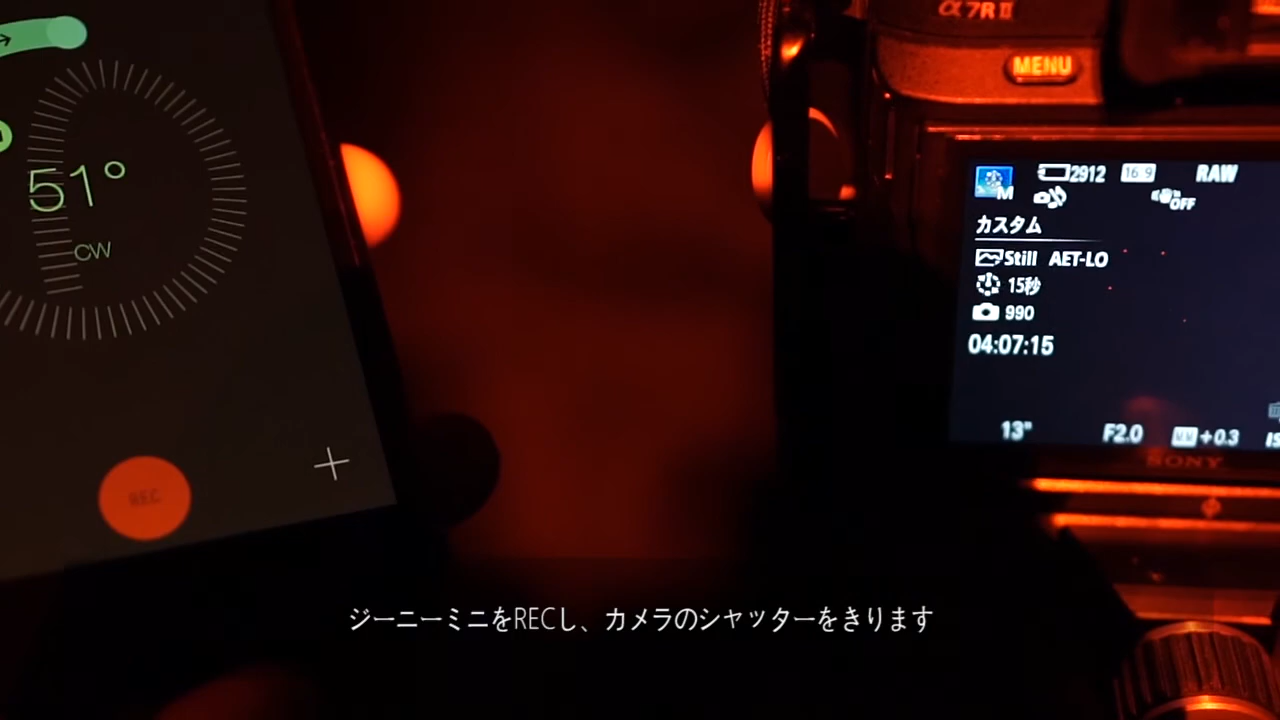 51°
CW
REC
α7RII
MENU
2912 16:9 RAW
M
OFF
カスタム
Still AET-LO
15秒
990
04:07:15
13" F2.0 +0.3
SONY
ジーニーミニをRECし、カメラのシャッターをきります